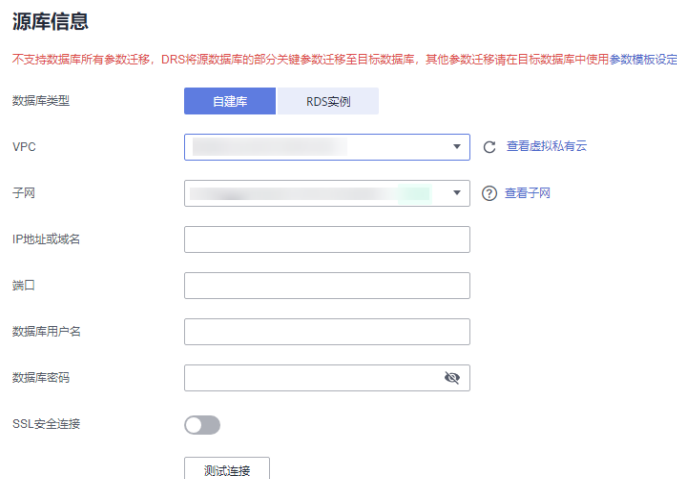 源库信息
不支持数据库所有参数迁移，DRS将源数据库的部分关键参数迁移至目标数据库，其他参数迁移请在目标数据库中使用参数模板设定
数据库类型 自建库 RDS实例
VPC 查看虚拟私有云
子网 查看子网
IP地址或域名
端口
数据库用户名
数据库密码
SSL安全连接
测试连接